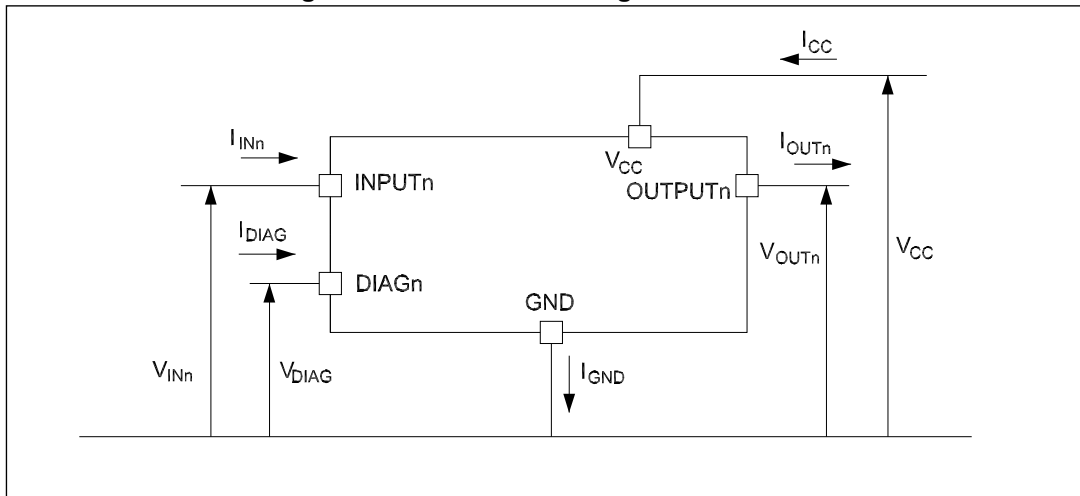 I_CC
I_INn
V_CC
I_OUTn
INPUTn
OUTPUTn
I_DIAG
V_OUTn
V_CC
DIAGn
GND
V_INn
V_DIAG
I_GND